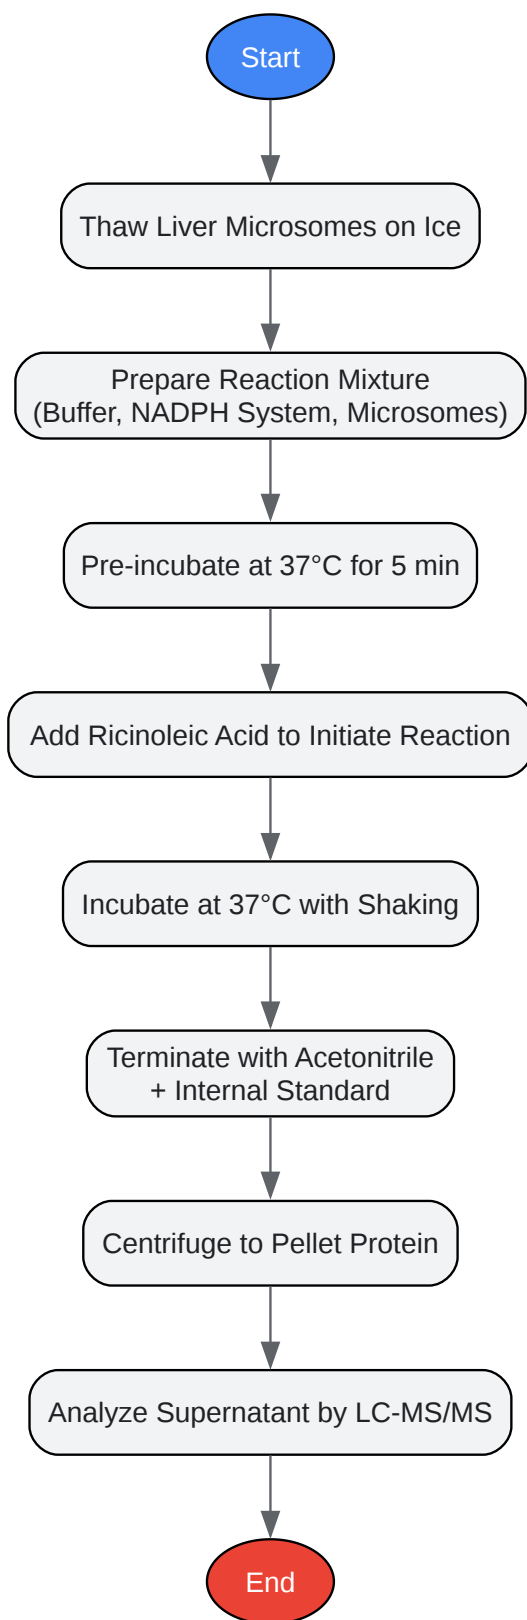 Start
Thaw Liver Microsomes on Ice
Prepare Reaction Mixture
(Buffer, NADPH System, Microsomes)
Pre-incubate at 37°C for 5 min
Add Ricinoleic Acid to Initiate Reaction
Incubate at 37°C with Shaking
Terminate with Acetonitrile
+ Internal Standard
Centrifuge to Pellet Protein
Analyze Supernatant by LC-MS/MS
End